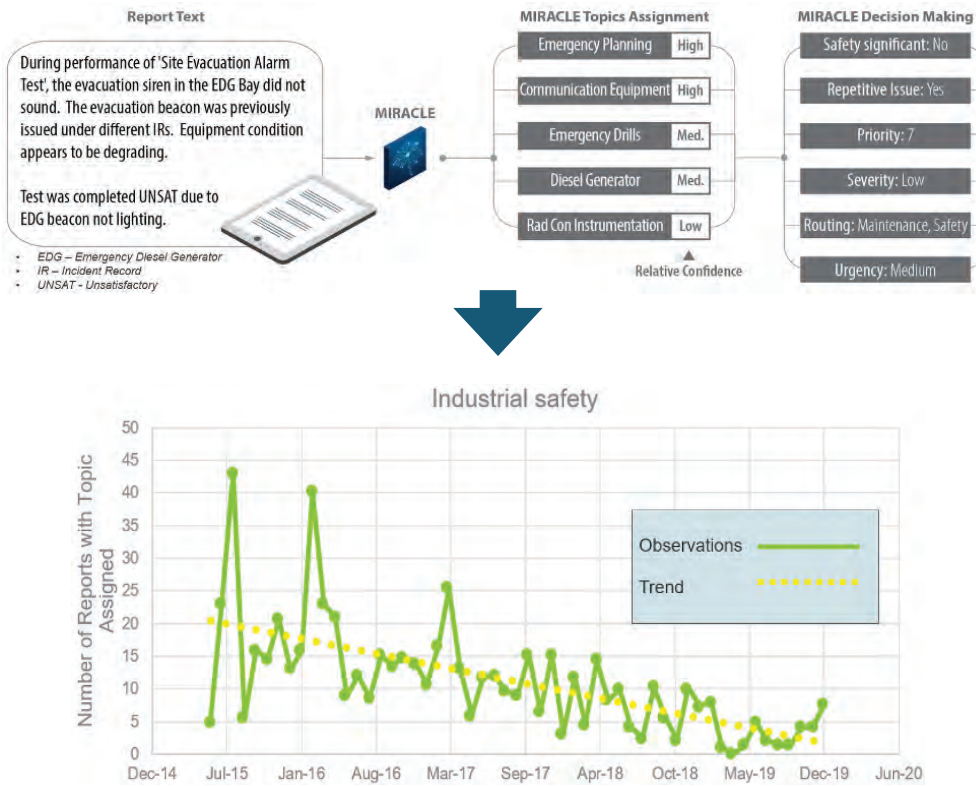 Report Text
During performance of 'Site Evacuation Alarm
Test', the evacuation siren in the EDG Bay did not
sound. The evacuation beacon was previously
issued under different IRs. Equipment condition
appears to be degrading.
Test was completed UNSAT due to
EDG beacon not lighting.
• EDG – Emergency Diesel Generator
• IR – Incident Record
• UNSAT - Unsatisfactory
MIRACLE
MIRACLE Topics Assignment
Emergency Planning High
Communication Equipment High
Emergency Drills Med.
Diesel Generator Med.
Rad Con Instrumentation Low
Relative Confidence
MIRACLE Decision Making
Safety significant: No
Repetitive Issue: Yes
Priority: 7
Severity: Low
Routing: Maintenance, Safety
Urgency: Medium
Industrial safety
Number of Reports with Topic
Assigned
50
45
40
35
30
25
20
15
10
5
0
Observations
Trend
Dec-14 Jul-15 Jan-16 Aug-16 Mar-17 Sep-17 Apr-18 Oct-18 May-19 Dec-19 Jun-20